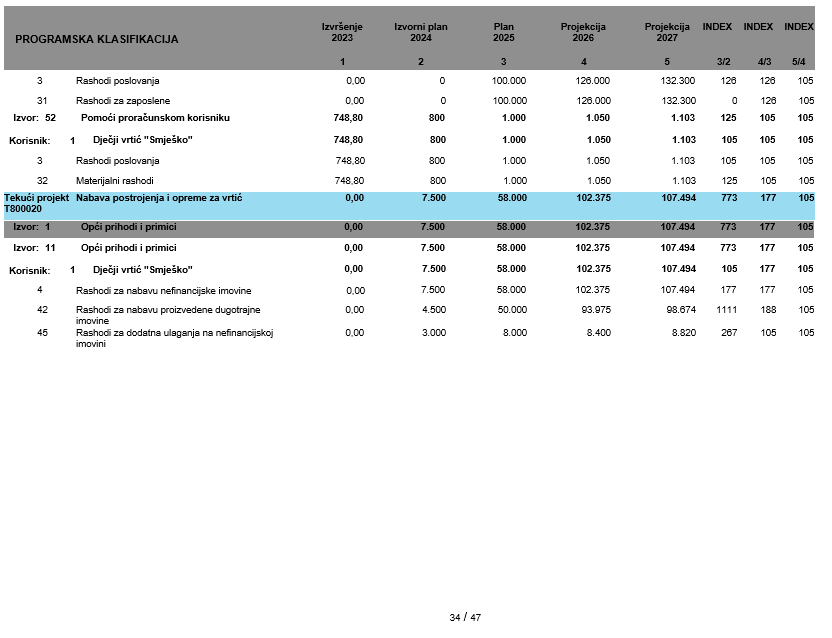 PROGRAMSKA KLASIFIKACIJA Izvršenje 2023 Izvorni plan 2024 Plan 2025 Projekcija 2026 Projekcija 2027 INDEX INDEX INDEX
1 2 3 4 5 3/2 4/3 5/4
3 Rashodi poslovanja 0,00 0 100.000 126.000 132.300 126 126 105
31 Rashodi za zaposlene 0,00 0 100.000 126.000 132.300 0 126 105
Izvor: 52 Pomoći proračunskom korisniku 748,80 800 1.000 1.050 1.103 125 105 105
Korisnik: 1 Dječji vrtić "Smješko" 748,80 800 1.000 1.050 1.103 105 105 105
3 Rashodi poslovanja 748,80 800 1.000 1.050 1.103 105 105 105
32 Materijalni rashodi 748,80 800 1.000 1.050 1.103 125 105 105
Tekući projekt Nabava postrojenja i opreme za vrtić 0,00 7.500 58.000 102.375 107.494 773 177 105
T800020
Izvor: 1 Opći prihodi i primici 0,00 7.500 58.000 102.375 107.494 773 177 105
Izvor: 11 Opći prihodi i primici 0,00 7.500 58.000 102.375 107.494 773 177 105
Korisnik: 1 Dječji vrtić "Smješko" 0,00 7.500 58.000 102.375 107.494 105 177 105
4 Rashodi za nabavu nefinancijske imovine 0,00 7.500 58.000 102.375 107.494 177 177 105
42 Rashodi za nabavu proizvedene dugotrajne 0,00 4.500 50.000 93.975 98.674 1111 188 105
imovine
45 Rashodi za dodatna ulaganja na nefinancijskoj 0,00 3.000 8.000 8.400 8.820 267 105 105
imovini
34 / 47